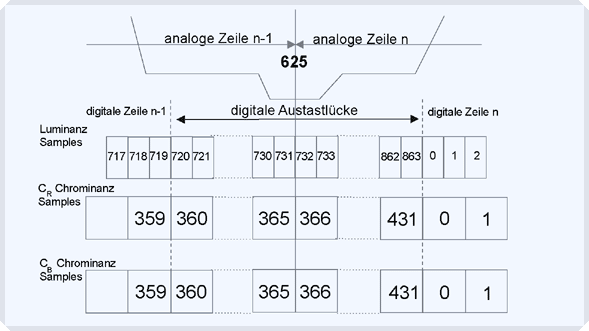 analoge Zeile n-1 analoge Zeile n
625
digitale Zeile n-1 digitale Austastlücke digitale Zeile n
Luminanz
Samples
717 718 719 720 721 730 731 732 733 862 863 0 1 2
CR Chrominanz
Samples
359 360 365 366 431 0 1
CB Chrominanz
Samples
359 360 365 366 431 0 1